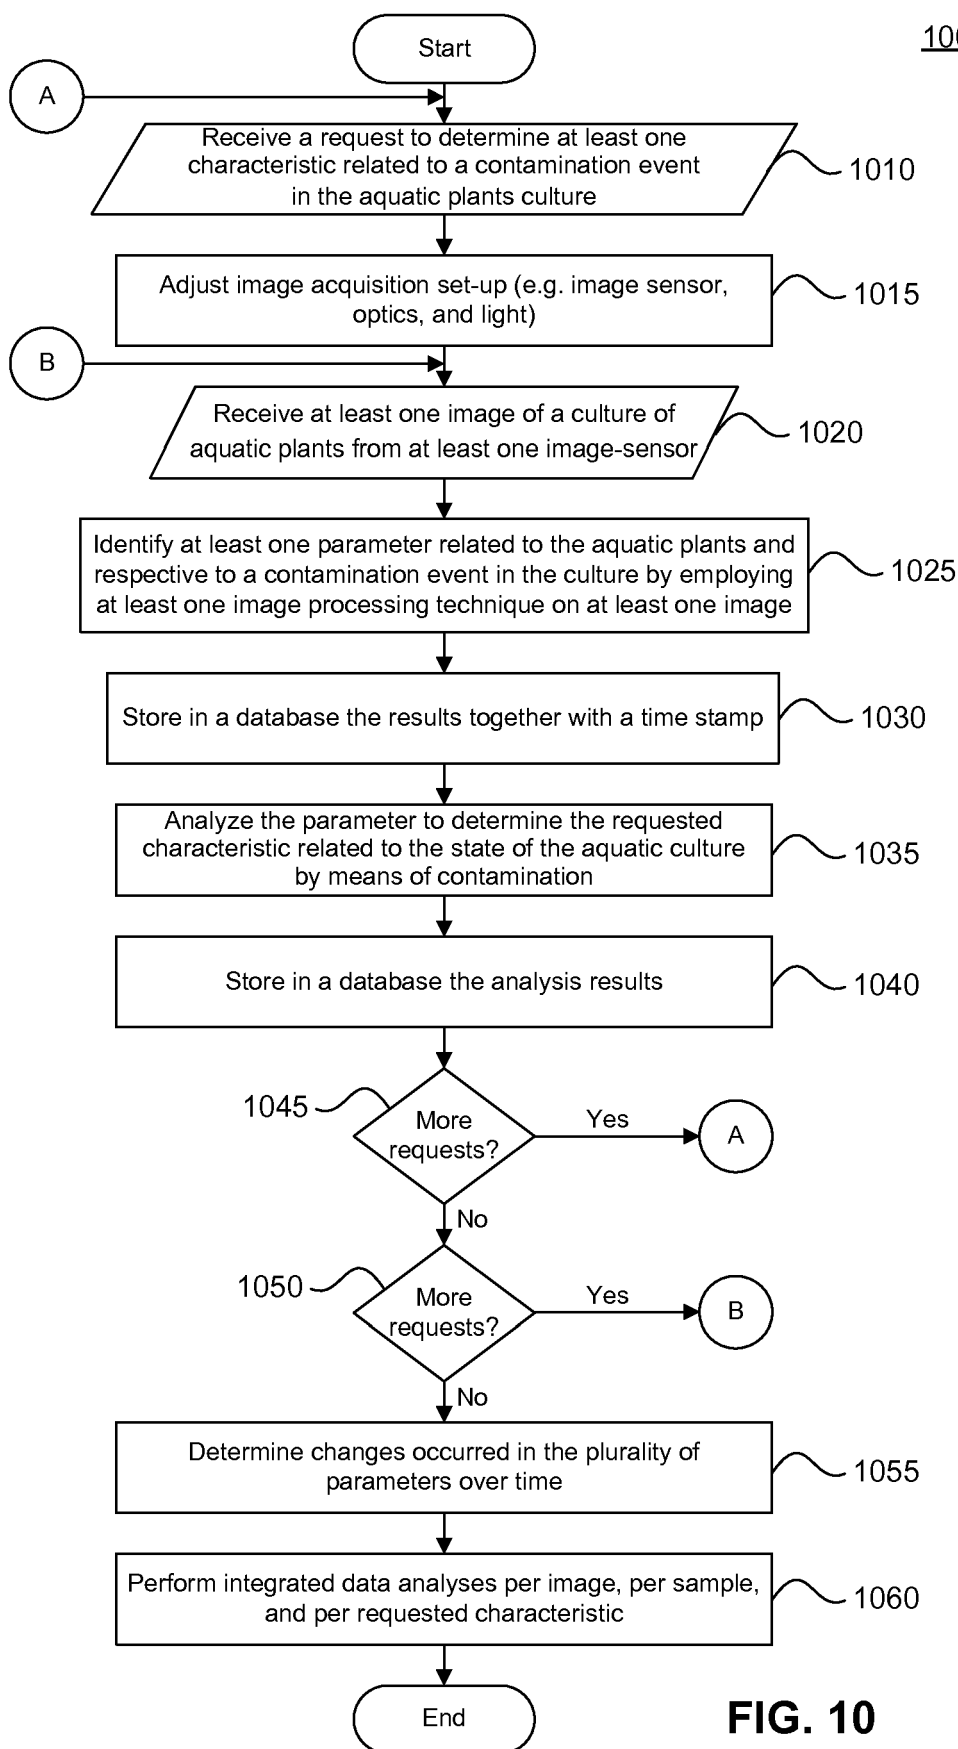 Start
A
Receive a request to determine at least one
characteristic related to a contamination event
in the aquatic plants culture
1010
Adjust image acquisition set-up (e.g. image sensor,
optics, and light)
1015
B
Receive at least one image of a culture of
aquatic plants from at least one image-sensor
1020
Identify at least one parameter related to the aquatic plants and
respective to a contamination event in the culture by employing
at least one image processing technique on at least one image
1025
Store in a database the results together with a time stamp
1030
Analyze the parameter to determine the requested
characteristic related to the state of the aquatic culture
by means of contamination
1035
Store in a database the analysis results
1040
1045
More
requests?
Yes
A
No
1050
More
requests?
Yes
B
No
Determine changes occurred in the plurality of
parameters over time
1055
Perform integrated data analyses per image, per sample,
and per requested characteristic
1060
End
FIG. 10